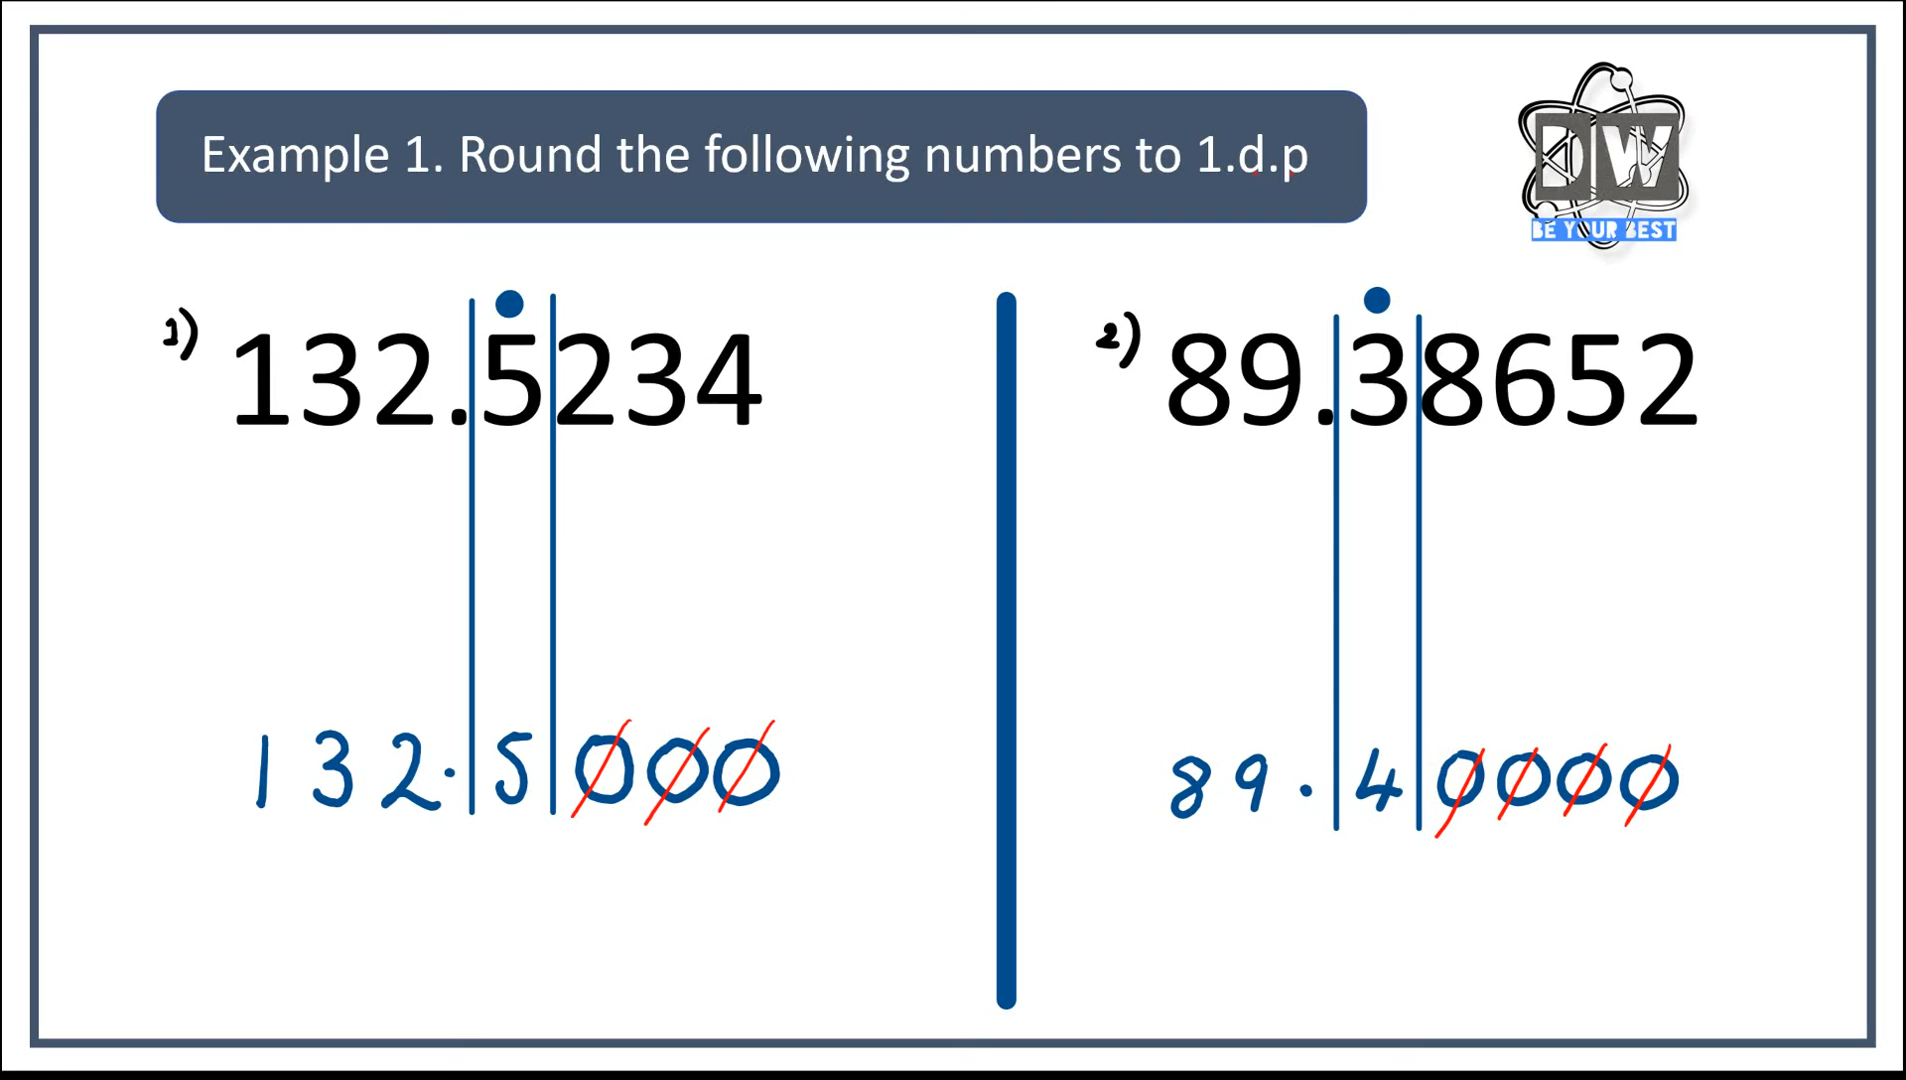 Example 1. Round the following numbers to 1.d.p
DW
BE YOUR BEST
1) 132.5234
132.5000
2) 89.38652
89.40000